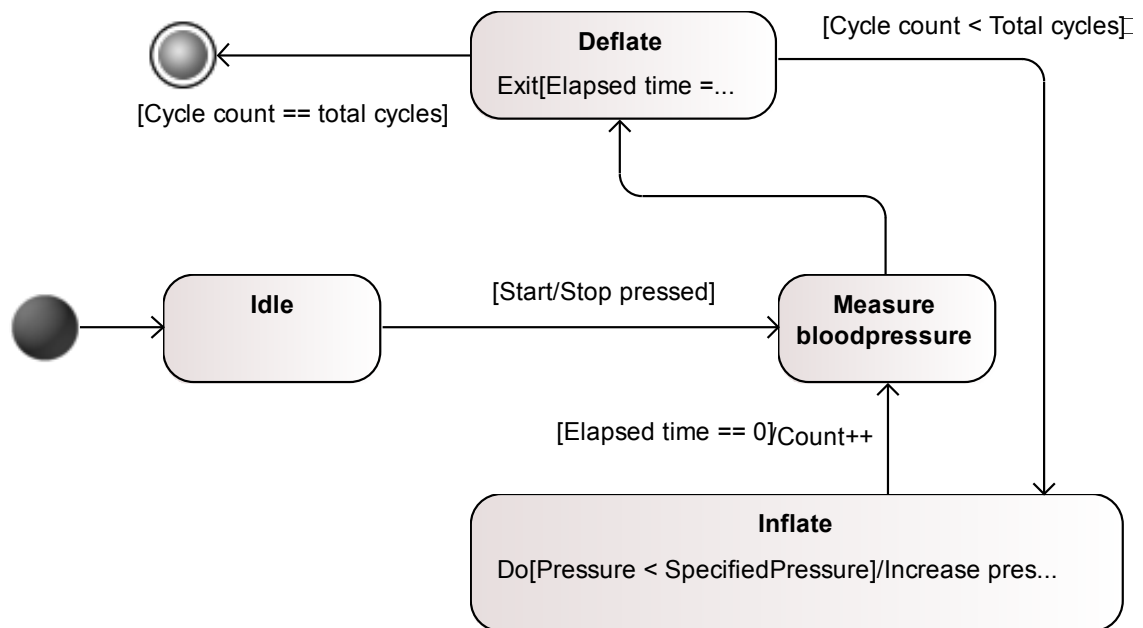 [Cycle count < Total cycles]
Deflate
Exit[Elapsed time =...
[Cycle count == total cycles]
Idle
[Start/Stop pressed]
Measure
bloodpressure
[Elapsed time == 0]/Count++
Inflate
Do[Pressure < SpecifiedPressure]/Increase pres...